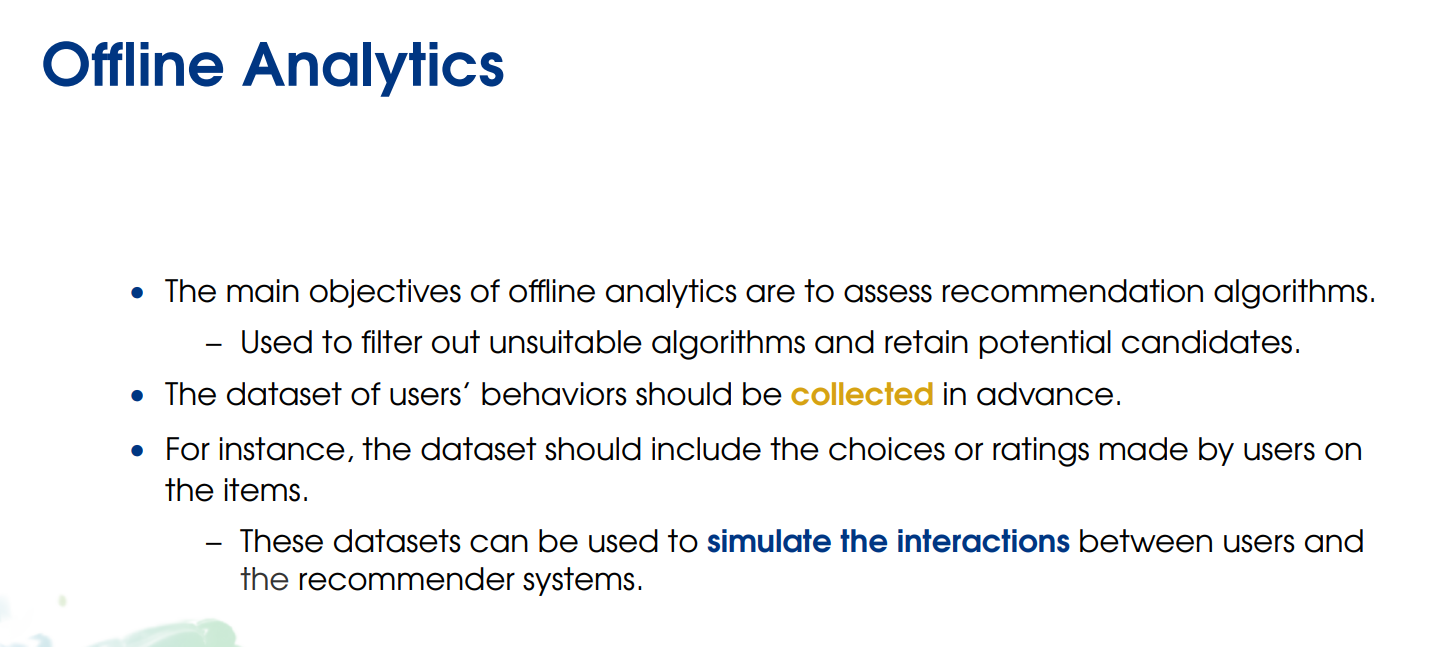 Offline Analytics
• The main objectives of offline analytics are to assess recommendation algorithms.
– Used to filter out unsuitable algorithms and retain potential candidates.
• The dataset of users’ behaviors should be collected in advance.
• For instance, the dataset should include the choices or ratings made by users on
the items.
– These datasets can be used to simulate the interactions between users and
the recommender systems.